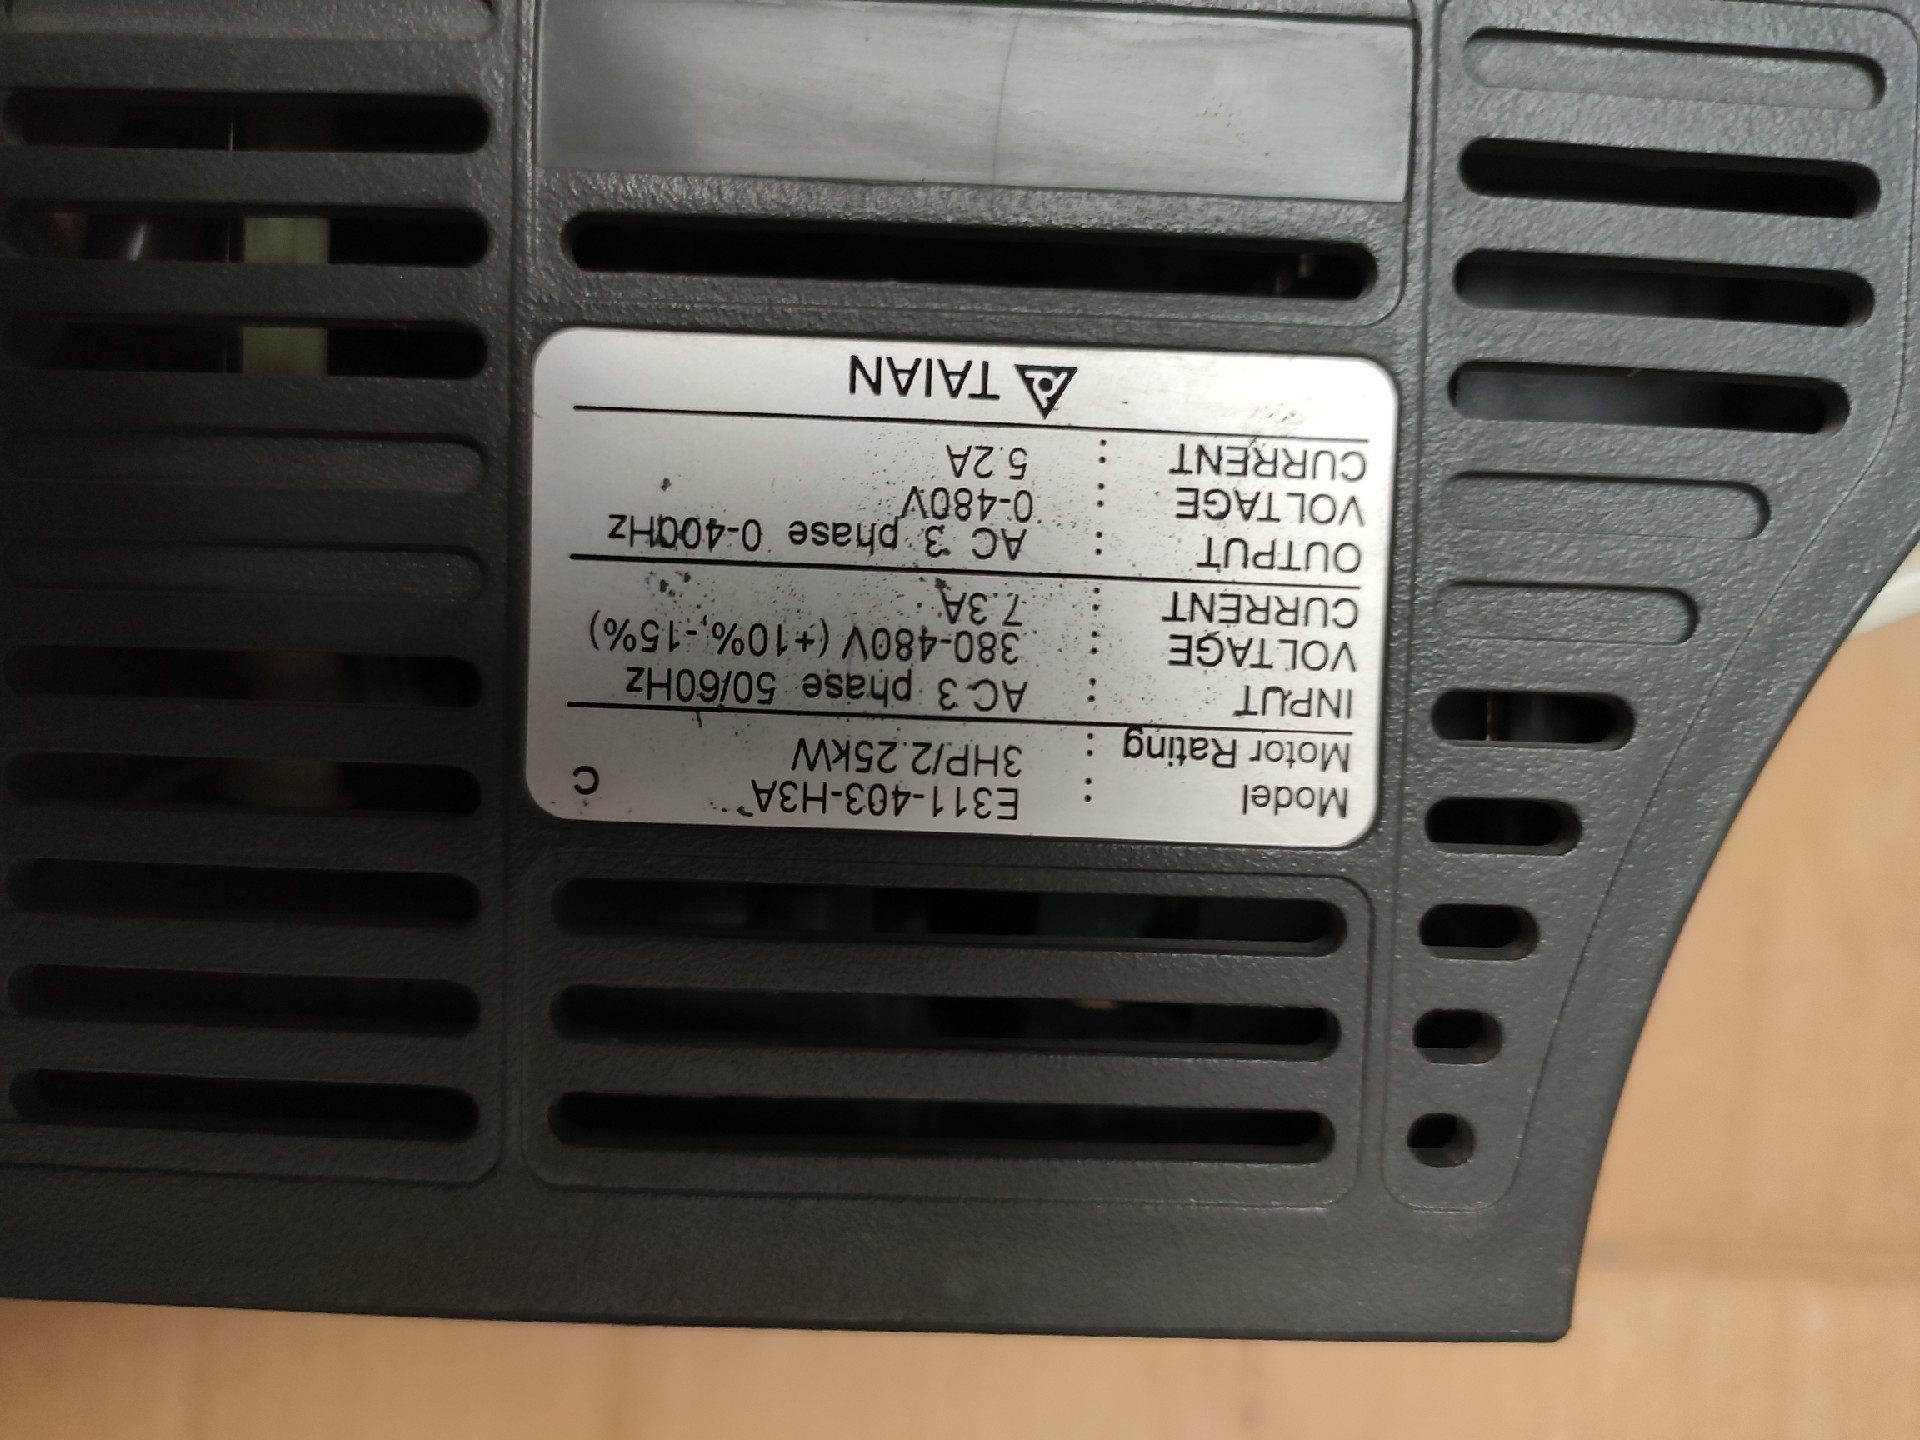 Model : E311-403-H3A C
Motor Rating : 3HP/2.25kW
INPUT : AC 3 phase 50/60Hz
VOLTAGE : 380-480V (+10%,-15%)
CURRENT : 7.3A
OUTPUT : AC 3 phase 0-400Hz
VOLTAGE : 0-480V
CURRENT : 5.2A
TAIAN